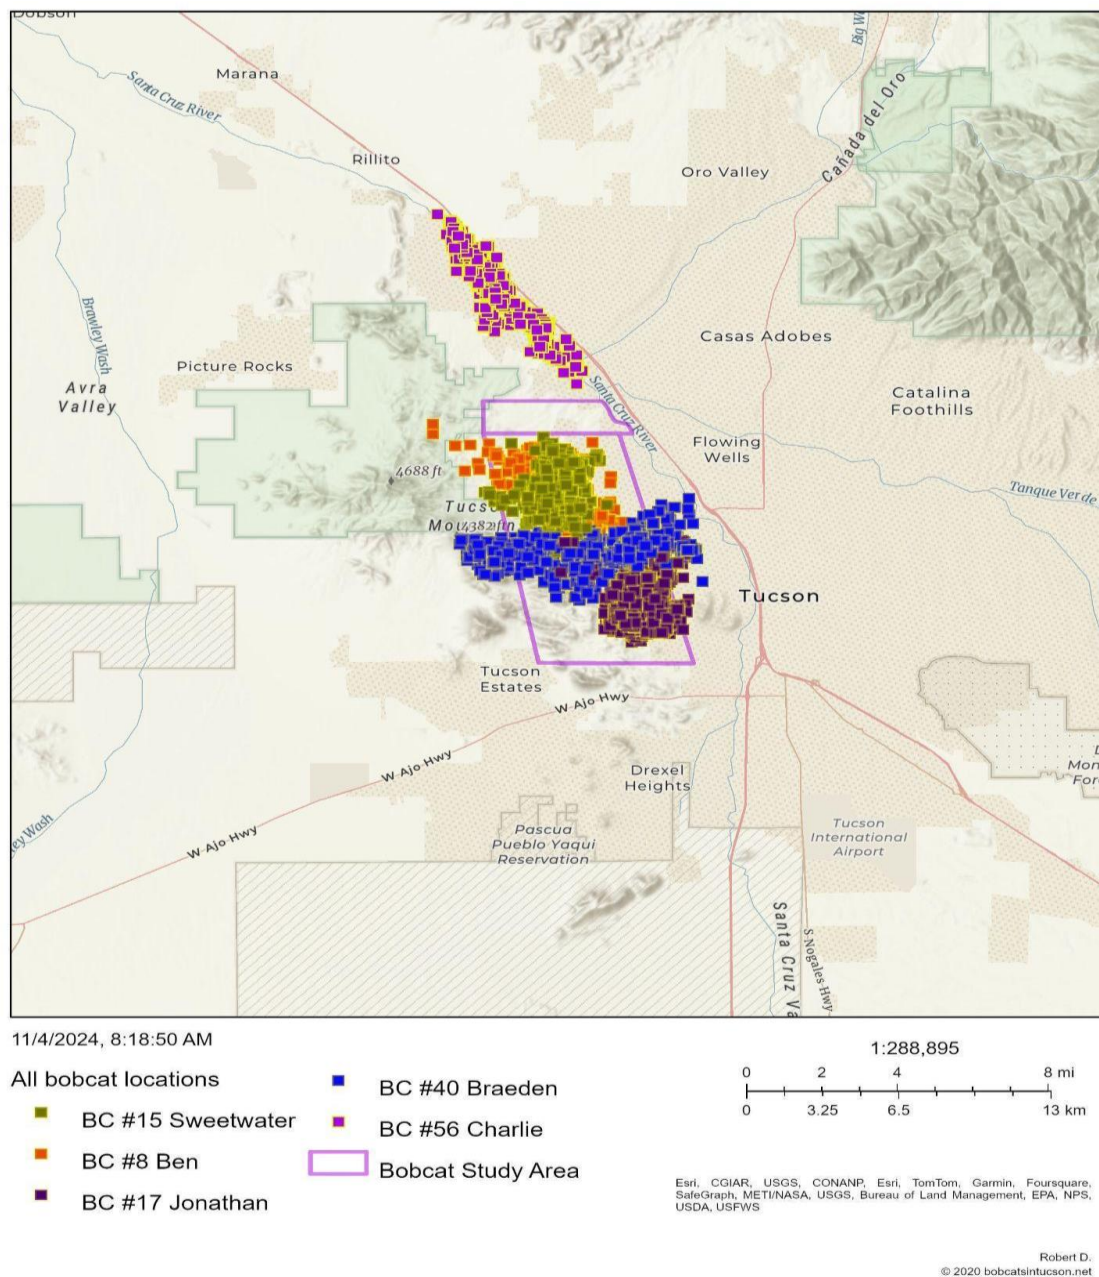 Dobson
Marana
Santa Cruz River
Rillito
Cañada del Oro
Oro Valley
Brawley Wash
Casas Adobes
Picture Rocks
Avra
Valley
Santa Cruz River
Catalina
Foothills
Flowing
Wells
4688 ft
Tanque Verde
Tucson
Tucson
Estates
W Ajo Hwy
W Ajo Hwy
Drexel
Heights
W Ajo Hwy
Pascua
Pueblo Yaqui
Reservation
Tucson
International
Airport
Santa Cruz Va
S Nogales Hwy
11/4/2024, 8:18:50 AM
1:288,895
0 2 4 8 mi
0 3.25 6.5 13 km
All bobcat locations
BC #15 Sweetwater
BC #8 Ben
BC #17 Jonathan
BC #40 Braeden
BC #56 Charlie
Bobcat Study Area
Esri, CGIAR, USGS, CONANP, Esri, TomTom, Garmin, Foursquare,
SafeGraph, METI/NASA, USGS, Bureau of Land Management, EPA, NPS,
USDA, USFWS
Robert D.
© 2020 bobcatsintucson.net